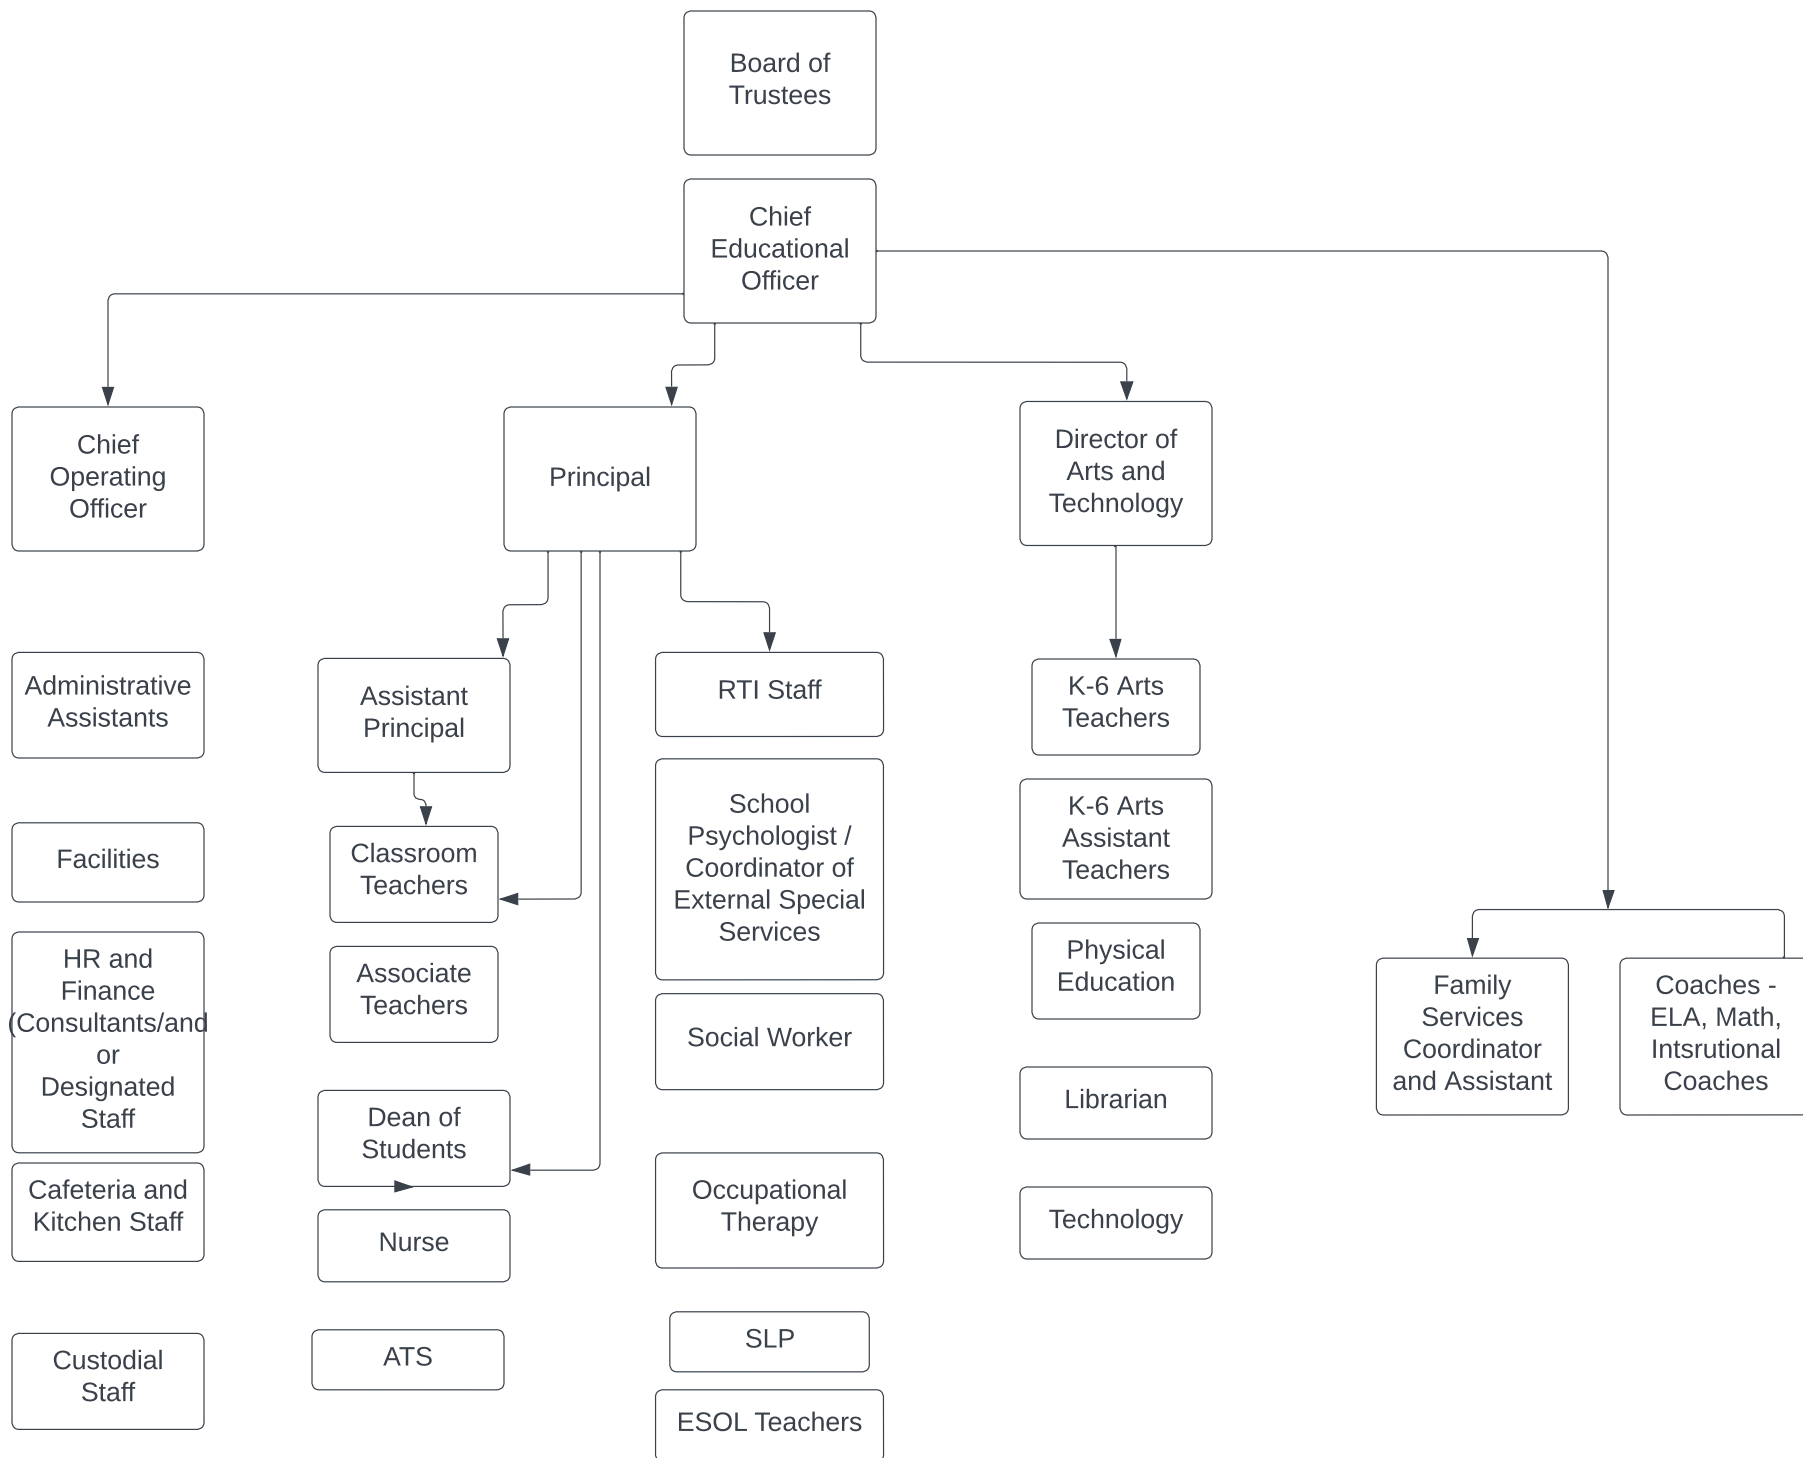 Board of
Trustees
Chief
Educational
Officer
Chief
Operating
Officer
Principal
Director of
Arts and
Technology
Administrative
Assistants
Facilities
HR and
Finance
(Consultants/and
or
Designated
Staff
Cafeteria and
Kitchen Staff
Custodial
Staff
Assistant
Principal
Classroom
Teachers
Associate
Teachers
Dean of
Students
Nurse
ATS
RTI Staff
School
Psychologist /
Coordinator of
External Special
Services
Social Worker
Occupational
Therapy
SLP
ESOL Teachers
K-6 Arts
Teachers
K-6 Arts
Assistant
Teachers
Physical
Education
Librarian
Technology
Family
Services
Coordinator
and Assistant
Coaches -
ELA, Math,
Intsrutional
Coaches